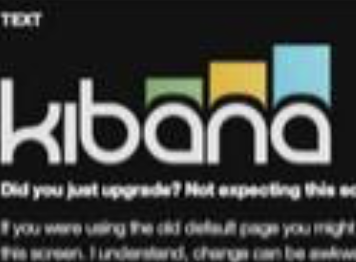 TEXT
kibana
Did you just upgrade? Not expecting this
If you were using the old default page you might
this screen. I understand, change can be